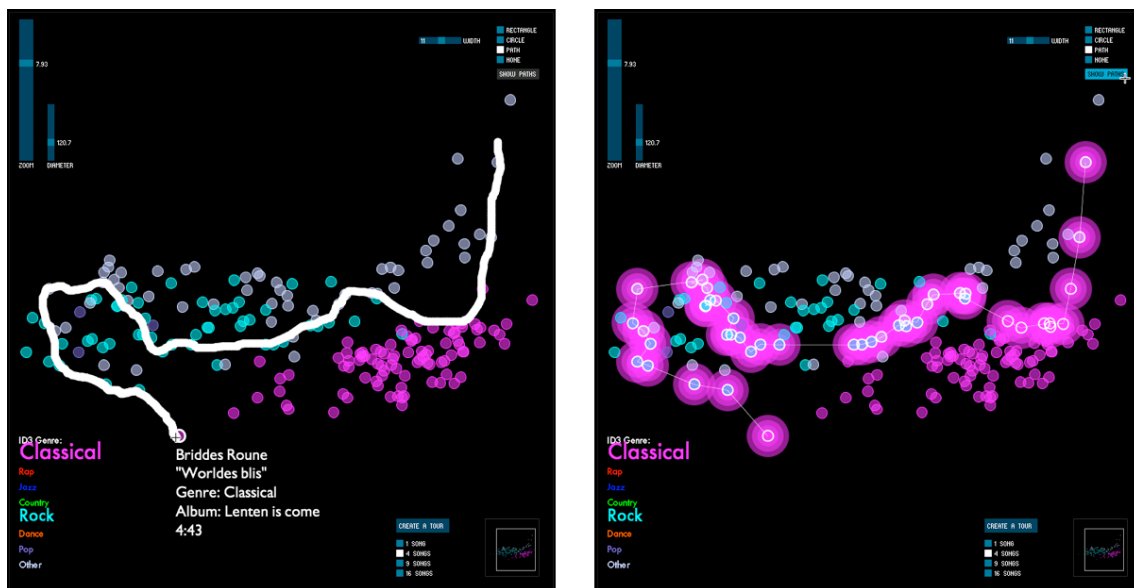 RECTANGLE
CIRCLE
PATH
NONE
11 WIDTH
SHOW PATHS
7.93
120.7
ZOOM
DIAMETER
ID3 Genre:
Classical
Rap
Jazz
Country
Rock
Dance
Pop
Other
Briddes Roune
"Worldes blis"
Genre: Classical
Album: Lenten is come
4:43
CREATE A TOUR
1 SONG
4 SONGS
9 SONGS
16 SONGS
RECTANGLE
CIRCLE
PATH
NONE
11 WIDTH
SHOW PATHS
7.93
120.7
ZOOM
DIAMETER
ID3 Genre:
Classical
Rap
Jazz
Country
Rock
Dance
Pop
Other
CREATE A TOUR
1 SONG
4 SONGS
9 SONGS
16 SONGS